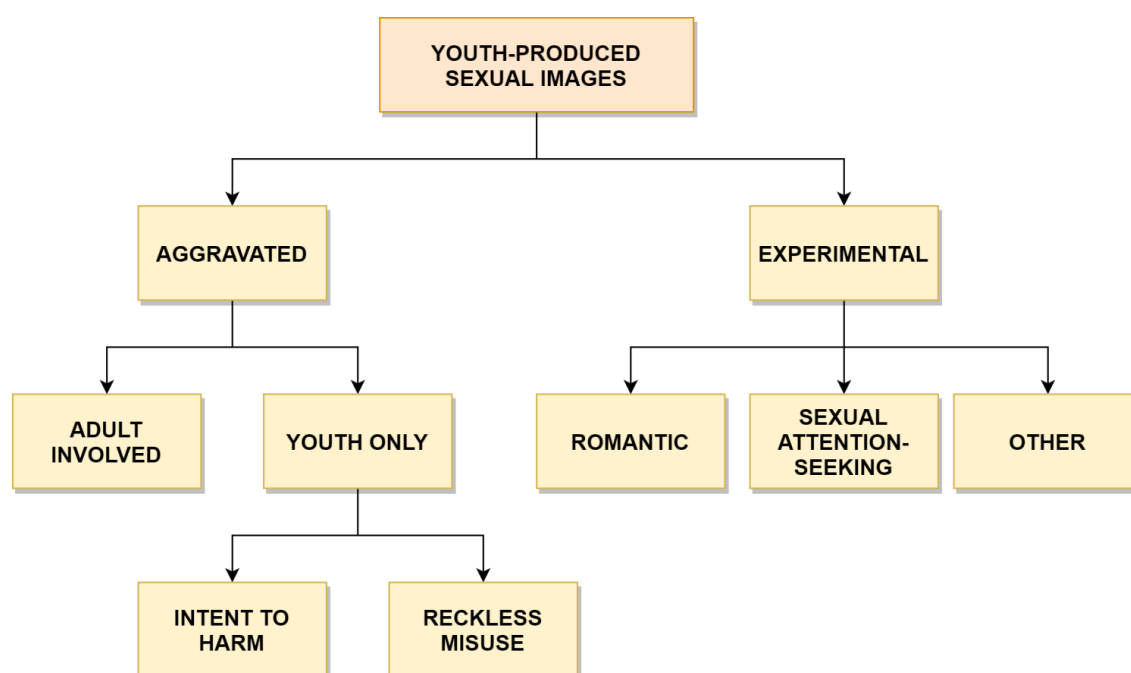 YOUTH-PRODUCED
SEXUAL IMAGES
AGGRAVATED
EXPERIMENTAL
ADULT
INVOLVED
YOUTH ONLY
ROMANTIC
SEXUAL
ATTENTION-
SEEKING
OTHER
INTENT TO
HARM
RECKLESS
MISUSE